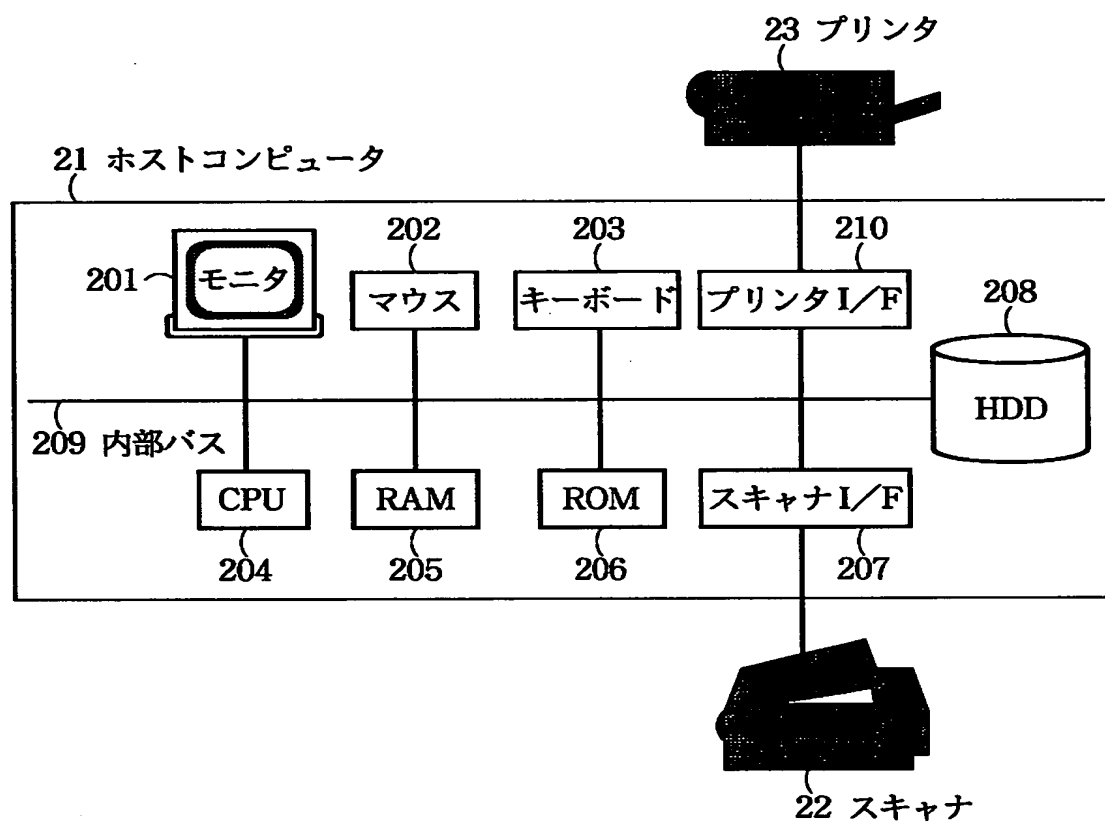 23 プリンタ
21 ホストコンピュータ
201
モニタ
202
マウス
203
キーボード
210
プリンタI／F
208
HDD
209 内部バス
CPU
204
RAM
205
ROM
206
スキャナI／F
207
22 スキャナ